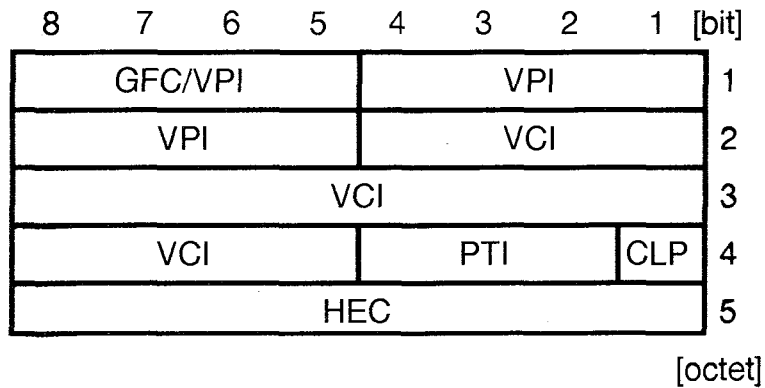 8 7 6 5 4 3 2 1 [bit]
GFC/VPI VPI 1
VPI VCI 2
VCI 3
VCI PTI CLP 4
HEC 5
[octet]